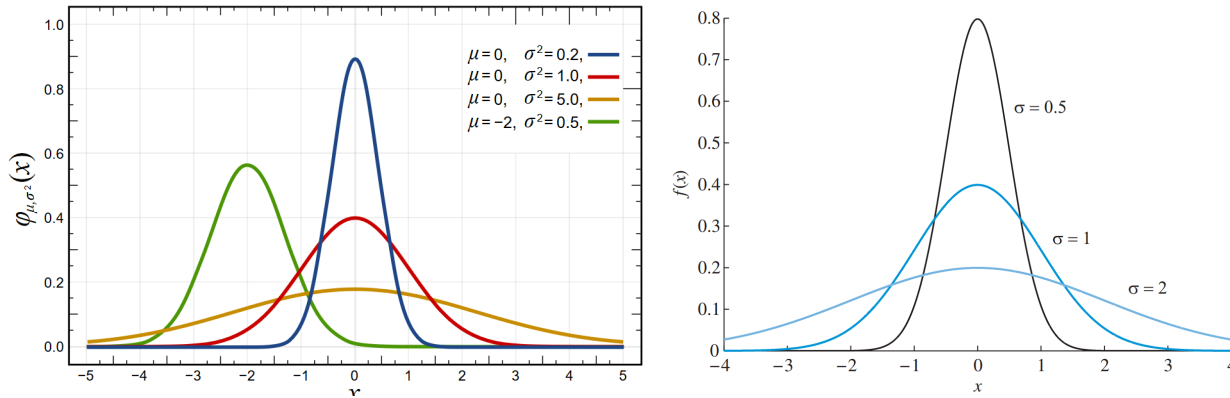 1.0
0.8
0.6
0.4
0.2
0.0
φμ,σ²(x)
μ=0, σ²=0.2,
μ=0, σ²=1.0,
μ=0, σ²=5.0,
μ=−2, σ²=0.5,
−5 −4 −3 −2 −1 0 1 2 3 4 5
x
0.8
0.7
0.6
0.5
0.4
0.3
0.2
0.1
0
f(x)
σ = 0.5
σ = 1
σ = 2
−4 −3 −2 −1 0 1 2 3 4
x